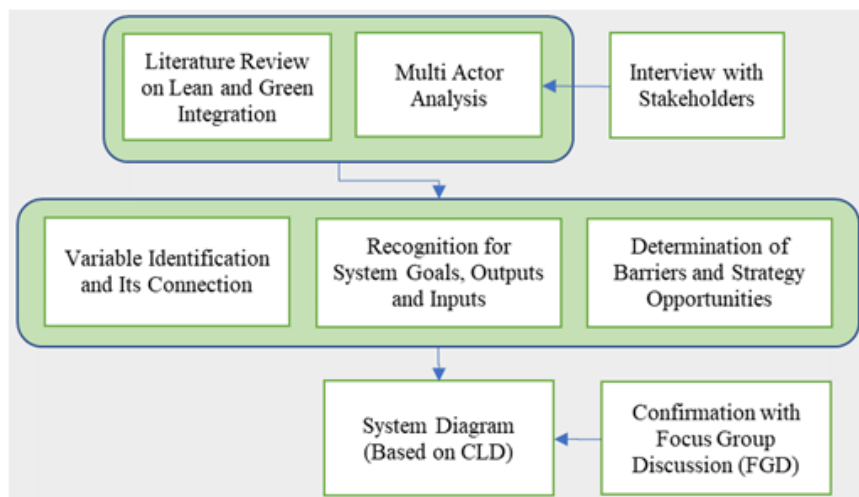 Literature Review
on Lean and Green
Integration
Multi Actor
Analysis
Interview with
Stakeholders
Variable Identification
and Its Connection
Recognition for
System Goals, Outputs
and Inputs
Determination of
Barriers and Strategy
Opportunities
System Diagram
(Based on CLD)
Confirmation with
Focus Group
Discussion (FGD)